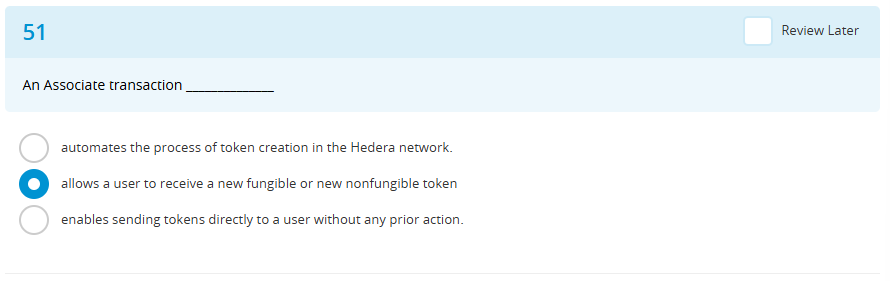 51
Review Later
An Associate transaction ______________
automates the process of token creation in the Hedera network.
allows a user to receive a new fungible or new nonfungible token
enables sending tokens directly to a user without any prior action.